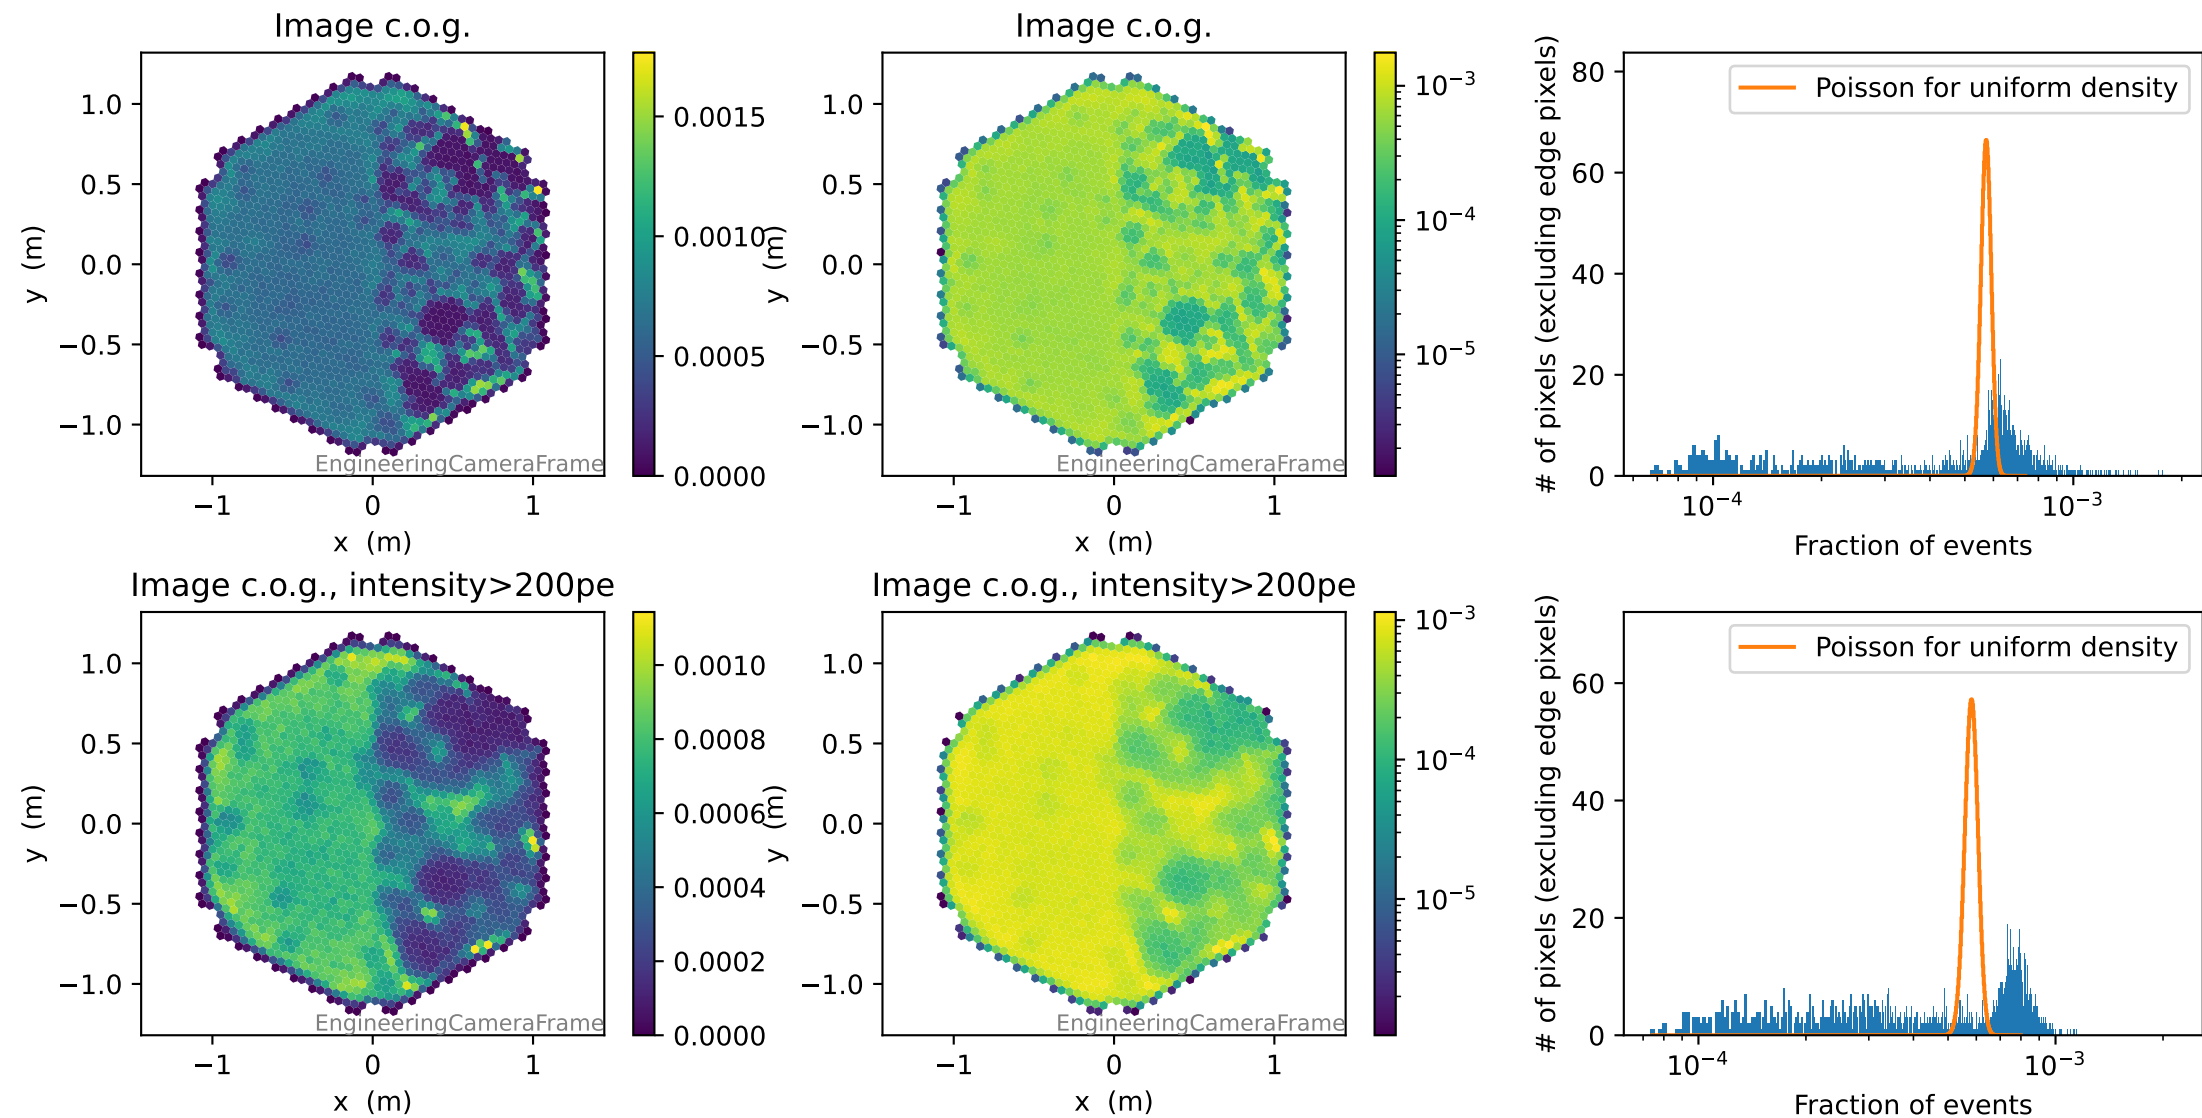 Image c.o.g.
1.0
0.5
0.0
−0.5
−1.0
y (m)
−1
0
1
x (m)
EngineeringCameraFrame
0.0015
0.0010
0.0005
0.0000
Image c.o.g.
1.0
0.5
0.0
−0.5
−1.0
y (m)
−1
0
1
x (m)
EngineeringCameraFrame
10⁻³
10⁻⁴
10⁻⁵
# of pixels (excluding edge pixels)
80
60
40
20
0
Poisson for uniform density
10⁻⁴
10⁻³
Fraction of events
Image c.o.g., intensity>200pe
1.0
0.5
0.0
−0.5
−1.0
y (m)
−1
0
1
x (m)
EngineeringCameraFrame
0.0010
0.0008
0.0006
0.0004
0.0002
0.0000
Image c.o.g., intensity>200pe
1.0
0.5
0.0
−0.5
−1.0
y (m)
−1
0
1
x (m)
EngineeringCameraFrame
10⁻³
10⁻⁴
10⁻⁵
# of pixels (excluding edge pixels)
60
40
20
0
Poisson for uniform density
10⁻⁴
10⁻³
Fraction of events